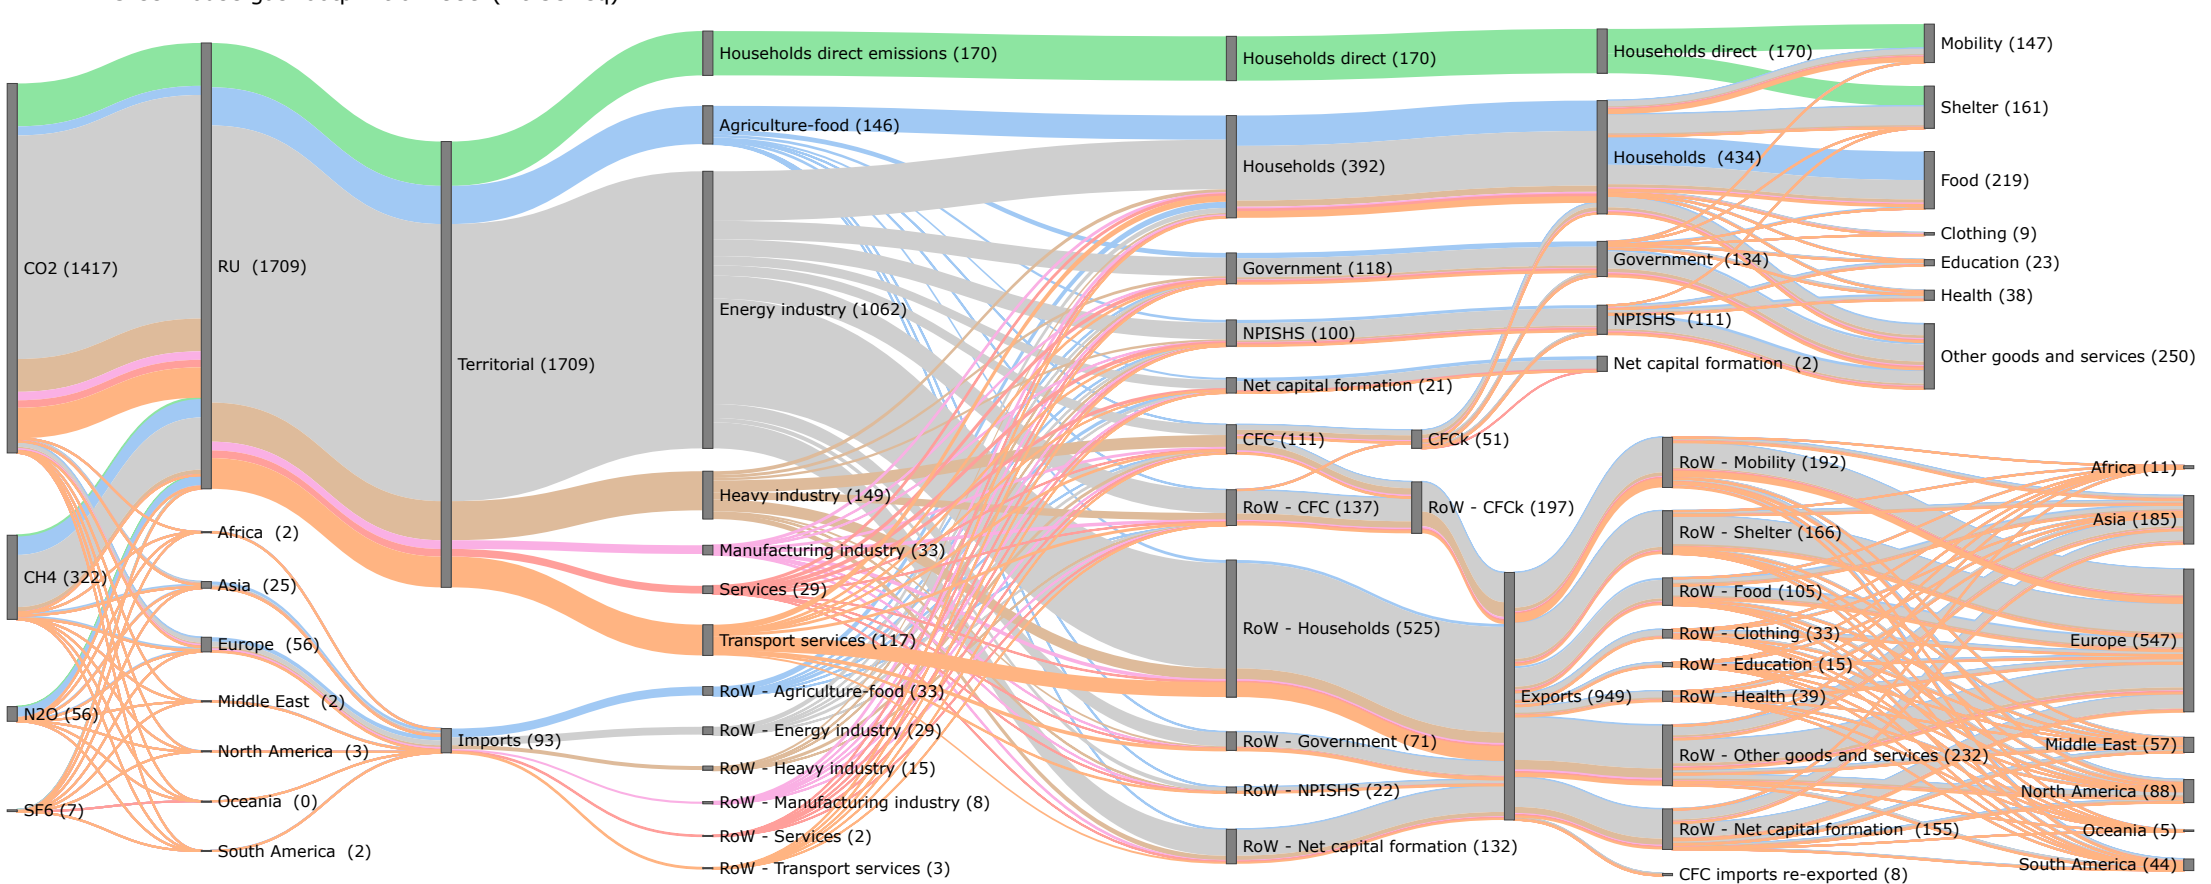 CO2 (1417)
CH4 (322)
N2O (56)
SF6 (7)
RU (1709)
Africa (2)
Asia (25)
Europe (56)
Middle East (2)
North America (3)
Oceania (0)
South America (2)
Territorial (1709)
Imports (93)
Households direct emissions (170)
Agriculture-food (146)
Energy industry (1062)
Heavy industry (149)
Manufacturing industry (33)
Services (29)
Transport services (117)
RoW - Agriculture-food (33)
RoW - Energy industry (29)
RoW - Heavy industry (15)
RoW - Manufacturing industry (8)
RoW - Services (2)
RoW - Transport services (3)
Households direct (170)
Households (392)
Government (118)
NPISHS (100)
Net capital formation (21)
CFC (111)
RoW - CFC (137)
RoW - Households (525)
RoW - Government (71)
RoW - NPISHS (22)
RoW - Net capital formation (132)
CFCk (51)
RoW - CFCk (197)
Households direct (170)
Households (434)
Government (134)
NPISHS (111)
Net capital formation (2)
Exports (949)
RoW - Mobility (192)
RoW - Shelter (166)
RoW - Food (105)
RoW - Clothing (33)
RoW - Education (15)
RoW - Health (39)
RoW - Other goods and services (232)
RoW - Net capital formation (155)
CFC imports re-exported (8)
Mobility (147)
Shelter (161)
Food (219)
Clothing (9)
Education (23)
Health (38)
Other goods and services (250)
Africa (11)
Asia (185)
Europe (547)
Middle East (57)
North America (88)
Oceania (5)
South America (44)